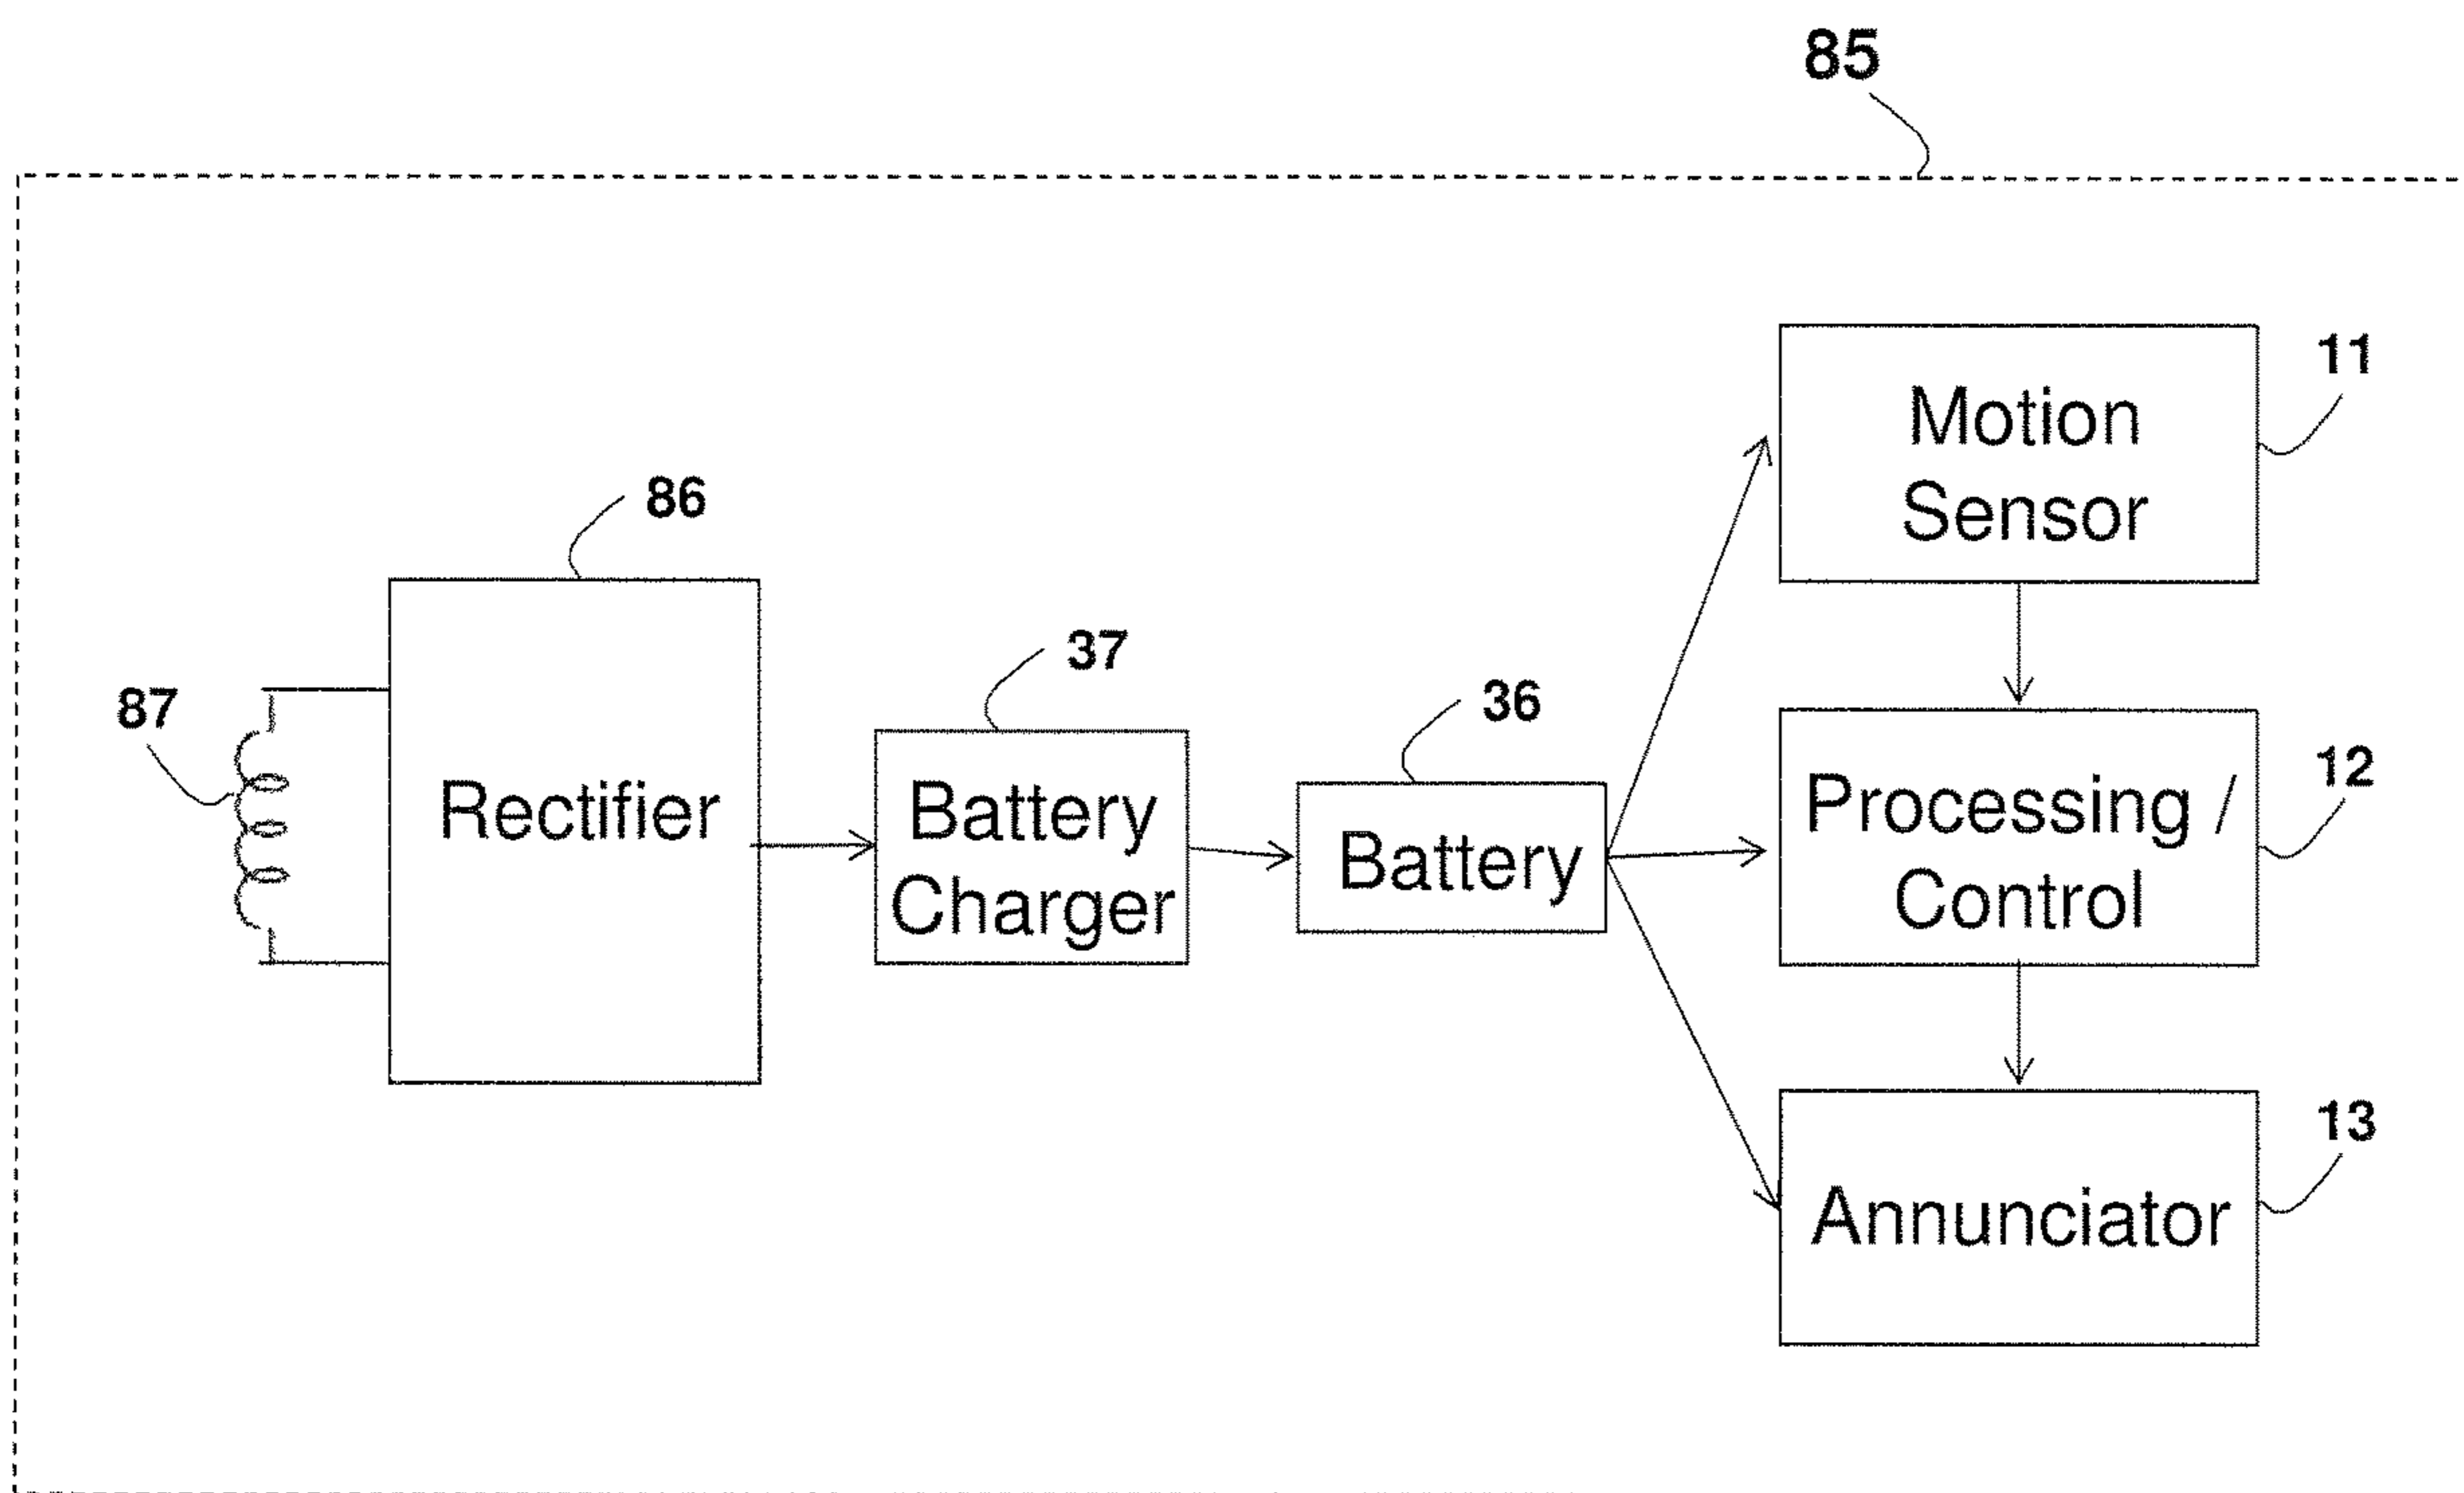 85
11
Motion
Sensor
86
37
36
87
12
Rectifier
Battery
Charger
Battery
Processing /
Control
13
Annunciator